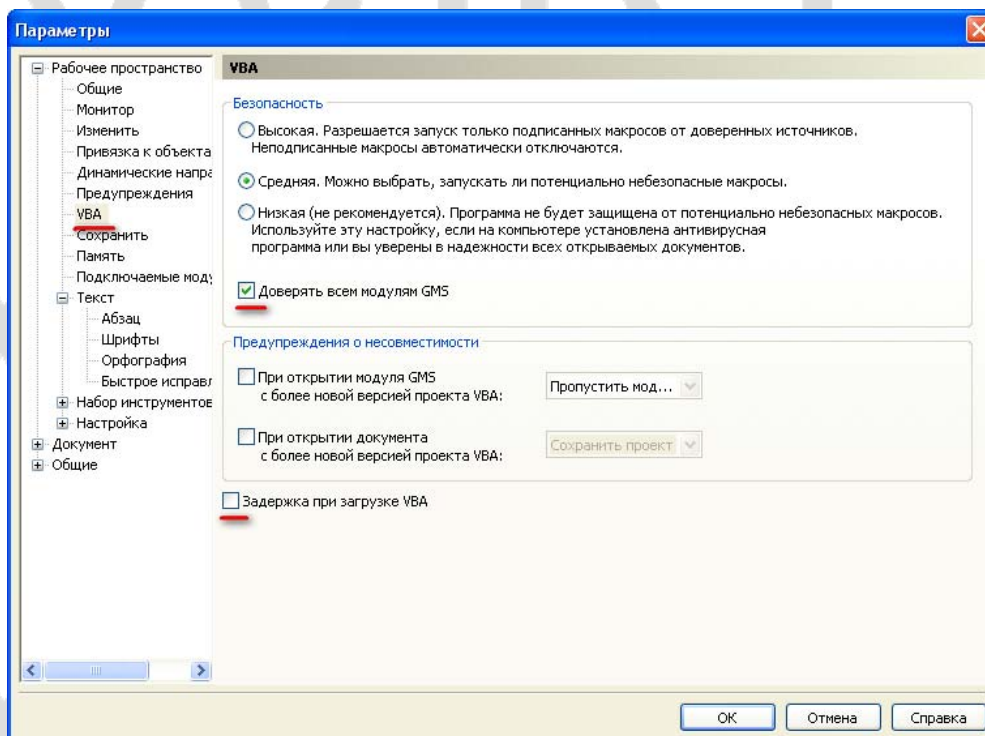 Параметры
Рабочее пространство
Общие
Монитор
Изменить
Привязка к объекта
Динамические напра
Предупреждения
VBA
Сохранить
Память
Подключаемые моду
Текст
Абзац
Шрифты
Орфография
Быстрое исправл
Набор инструментов
Настройка
Документ
Общие
VBA
Безопасность
Высокая. Разрешается запуск только подписанных макросов от доверенных источников.
Неподписанные макросы автоматически отключаются.
Средняя. Можно выбрать, запускать ли потенциально небезопасные макросы.
Низкая (не рекомендуется). Программа не будет защищена от потенциально небезопасных макросов.
Используйте эту настройку, если на компьютере установлена антивирусная
программа или вы уверены в надежности всех открываемых документов.
Доверять всем модулям GMS
Предупреждения о несовместимости
При открытии модуля GMS
с более новой версией проекта VBA:
Пропустить мод...
При открытии документа
с более новой версией проекта VBA:
Сохранить проект
Задержка при загрузке VBA
ОК
Отмена
Справка